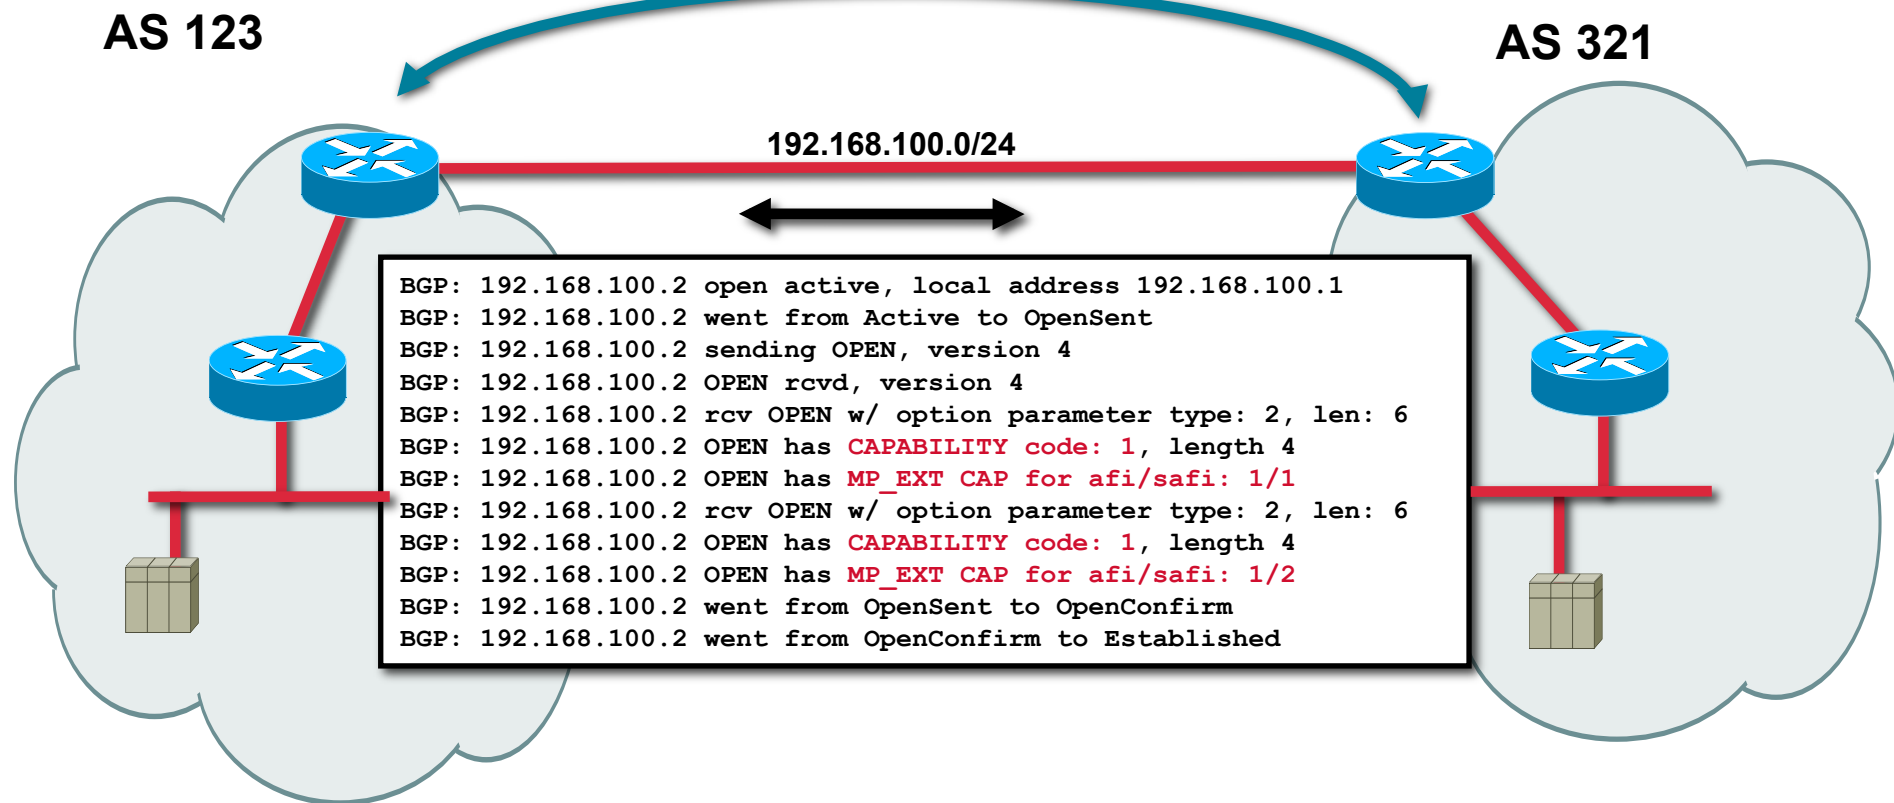 AS 123
AS 321
192.168.100.0/24
BGP: 192.168.100.2 open active, local address 192.168.100.1
BGP: 192.168.100.2 went from Active to OpenSent
BGP: 192.168.100.2 sending OPEN, version 4
BGP: 192.168.100.2 OPEN rcvd, version 4
BGP: 192.168.100.2 rcv OPEN w/ option parameter type: 2, len: 6
BGP: 192.168.100.2 OPEN has CAPABILITY code: 1, length 4
BGP: 192.168.100.2 OPEN has MP_EXT CAP for afi/safi: 1/1
BGP: 192.168.100.2 rcv OPEN w/ option parameter type: 2, len: 6
BGP: 192.168.100.2 OPEN has CAPABILITY code: 1, length 4
BGP: 192.168.100.2 OPEN has MP_EXT CAP for afi/safi: 1/2
BGP: 192.168.100.2 went from OpenSent to OpenConfirm
BGP: 192.168.100.2 went from OpenConfirm to Established